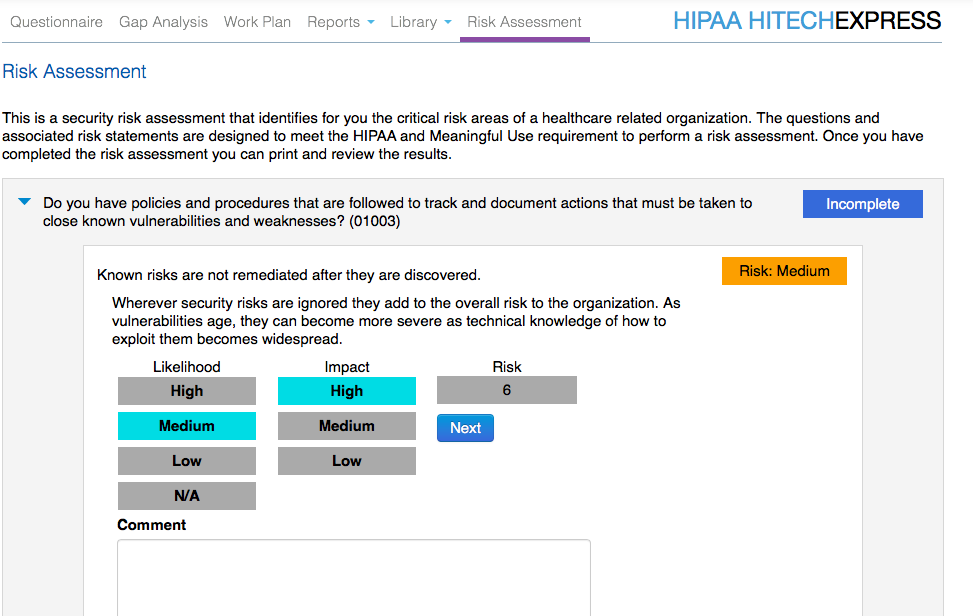 Questionnaire Gap Analysis Work Plan Reports Library Risk Assessment HIPAA HITECHEXPRESS
Risk Assessment
This is a security risk assessment that identifies for you the critical risk areas of a healthcare related organization. The questions and
associated risk statements are designed to meet the HIPAA and Meaningful Use requirement to perform a risk assessment. Once you have
completed the risk assessment you can print and review the results.
Do you have policies and procedures that are followed to track and document actions that must be taken to
close known vulnerabilities and weaknesses? (01003)
Incomplete
Known risks are not remediated after they are discovered.
Risk: Medium
Wherever security risks are ignored they add to the overall risk to the organization. As
vulnerabilities age, they can become more severe as technical knowledge of how to
exploit them becomes widespread.
Likelihood Impact Risk
High High 6
Medium Medium Next
Low Low
N/A
Comment